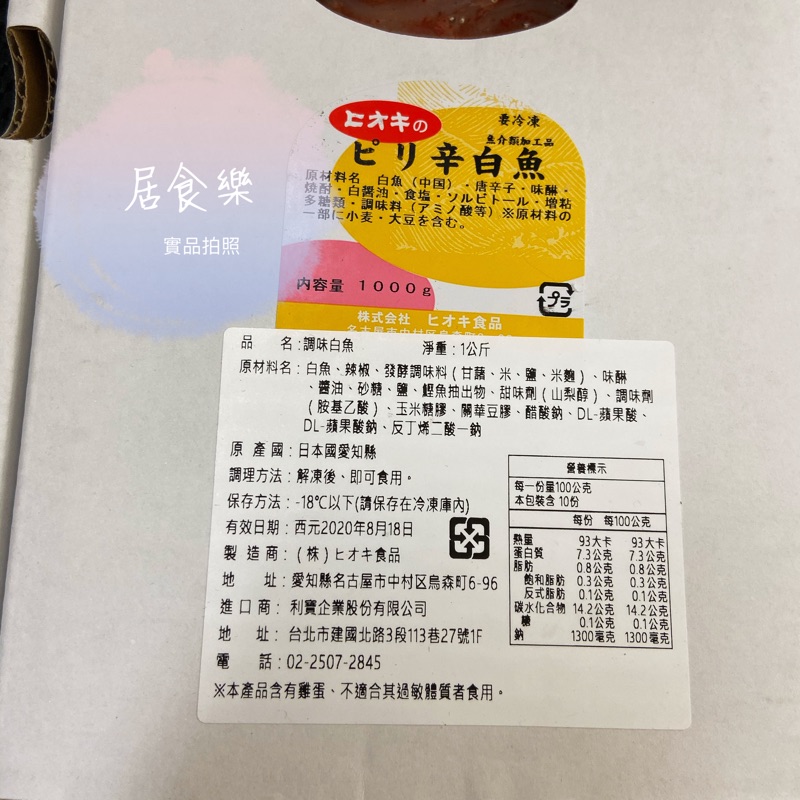 居食樂
實品拍照
ヒオキの
要冷凍
魚介類加工品
ピリ辛白魚
原材料名 白魚(中国)・唐辛子・味醂・
焼酎・白醤油・食塩・ソルビトール・増粘
多糖類・調味料(アミノ酸等)※原材料の
一部に小麦・大豆を含む。
内容量 1000g
プラ
株式会社 ヒオキ食品
品 名:調味白魚 淨重:1公斤
原材料名:白魚、辣椒、發酵調味料(甘藷、米、鹽、米麴)、味醂
、醬油、砂糖、鹽、鰹魚抽出物、甜味劑(山梨醇)、調味劑
(胺基乙酸)、玉米糖膠、關華豆膠、醋酸鈉、DL-蘋果酸、
DL-蘋果酸鈉、反丁烯二酸一鈉
原產國:日本國愛知縣
調理方法:解凍後、即可食用。
保存方法:-18℃以下(請保存在冷凍庫內)
有效日期:西元2020年8月18日
製造商:(株)ヒオキ食品
地 址:愛知縣名古屋市中村区烏森町6-96
進口商:利寶企業股份有限公司
地 址:台北市建國北路3段113巷27號1F
電 話:02-2507-2845
※本產品含有雞蛋、不適合其過敏體質者食用。
營養標示
每一份量100公克
本包裝含 10份
每份 每100公克
熱量 93大卡 93大卡
蛋白質 7.3公克 7.3公克
脂肪 0.8公克 0.8公克
飽和脂肪 0.3公克 0.3公克
反式脂肪 0.1公克 0.1公克
碳水化合物 14.2公克 14.2公克
糖 0.1公克 0.1公克
鈉 1300毫克 1300毫克